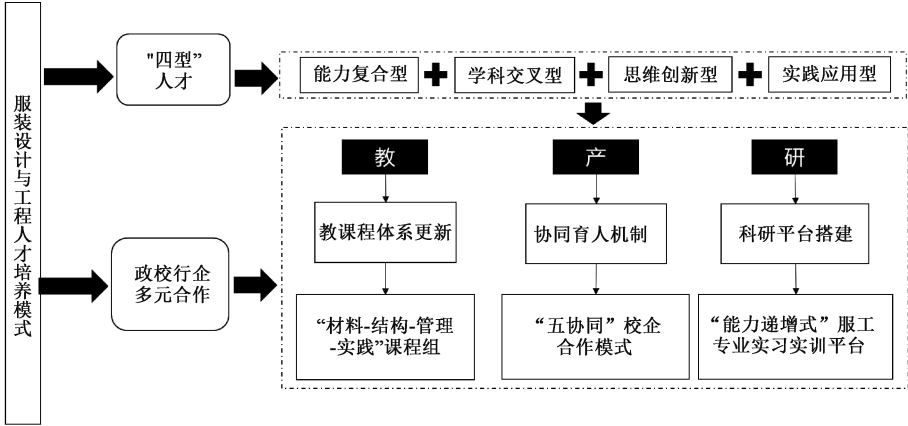 服装设计与工程人才培养模式
"四型”
人才
能力复合型
学科交叉型
思维创新型
实践应用型
政校行企
多元合作
教
产
研
教课程体系更新
协同育人机制
科研平台搭建
“材料-结构-管理
-实践”课程组
“五协同”校企
合作模式
“能力递增式”服工
专业实习实训平台